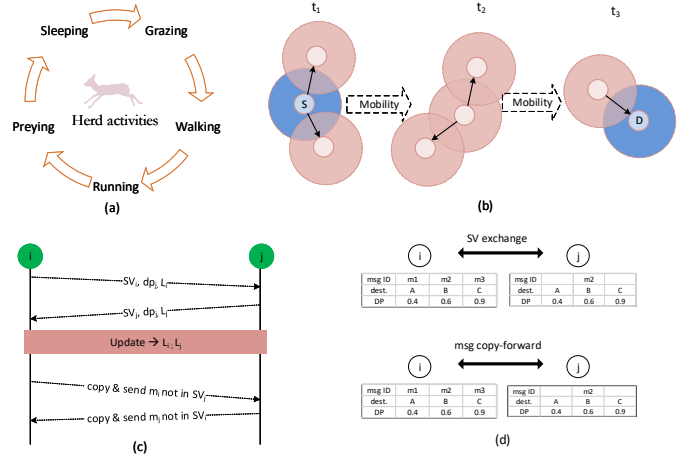 Sleeping
Grazing
Preying
Herd activities
Walking
Running
(a)
t1
t2
t3
S
Mobility
Mobility
D
(b)
i
j
SVi, dpj, Li
SVi, dpj, Li
Update → Li ; Lj
copy & send mi not in SVj
copy & send mj not in SVi
(c)
SV exchange
i
j
msg ID m1 m2 m3
dest. A B C
DP 0.4 0.6 0.9
msg ID m2
dest. A B C
DP 0.4 0.6 0.9
msg copy-forward
i
j
msg ID m1 m2 m3
dest. A B C
DP 0.4 0.6 0.9
msg ID m2
dest. A B C
DP 0.4 0.6 0.9
(d)